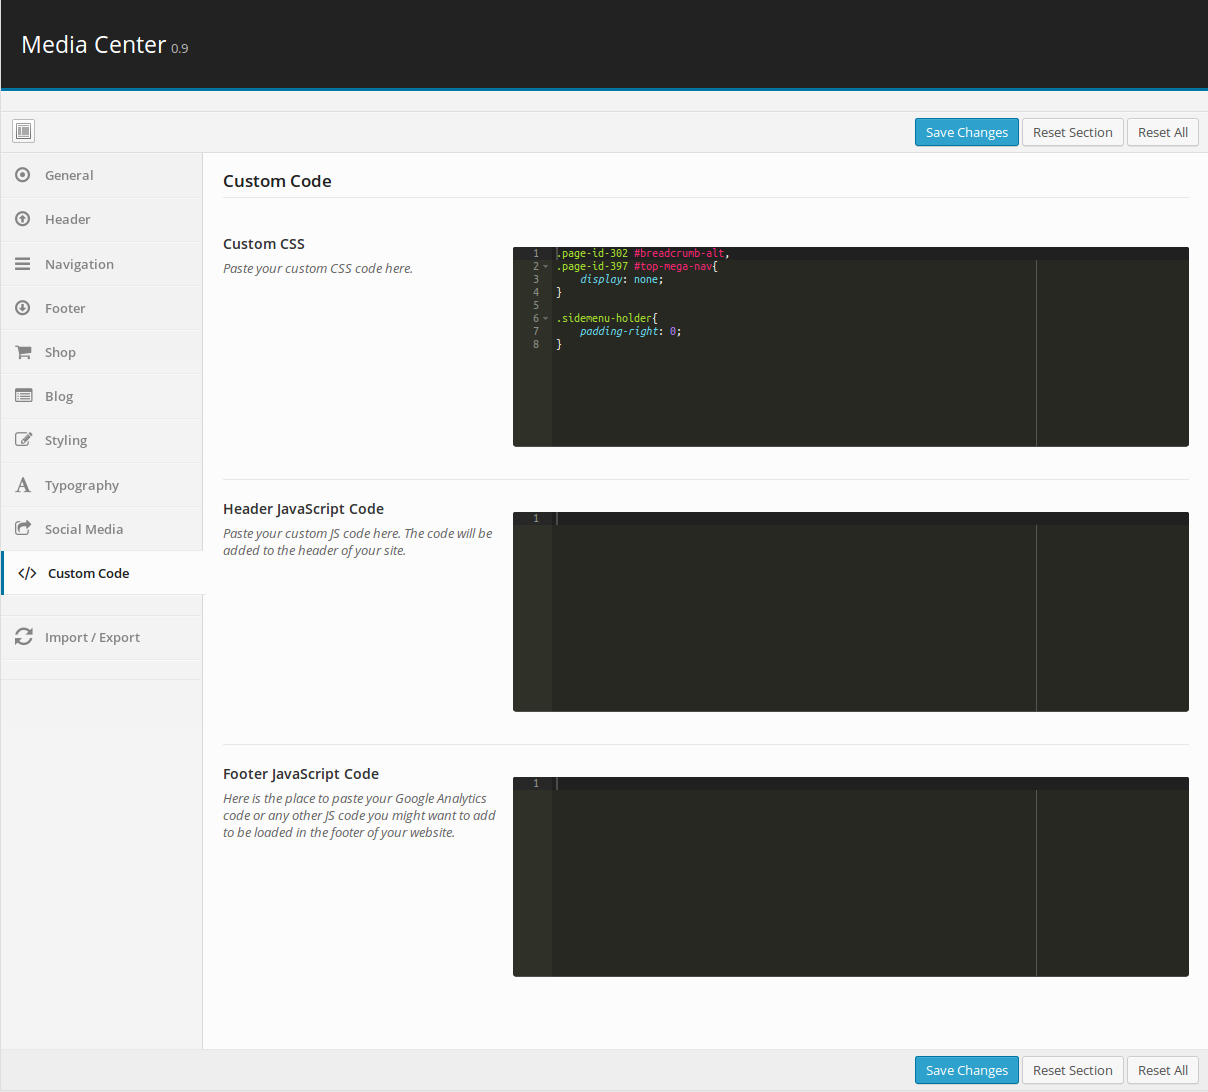 Media Center 0.9
Save Changes Reset Section Reset All
General
Header
Navigation
Footer
Shop
Blog
Styling
Typography
Social Media
Custom Code
Import / Export
Custom Code
Custom CSS
Paste your custom CSS code here.
1 .page-id-302 #breadcrumb-alt,
2 .page-id-397 #top-mega-nav{
3     display: none;
4 }
5
6 .sidemenu-holder{
7     padding-right: 0;
8 }
Header JavaScript Code
Paste your custom JS code here. The code will be
added to the header of your site.
1
Footer JavaScript Code
Here is the place to paste your Google Analytics
code or any other JS code you might want to add
to be loaded in the footer of your website.
1
Save Changes Reset Section Reset All